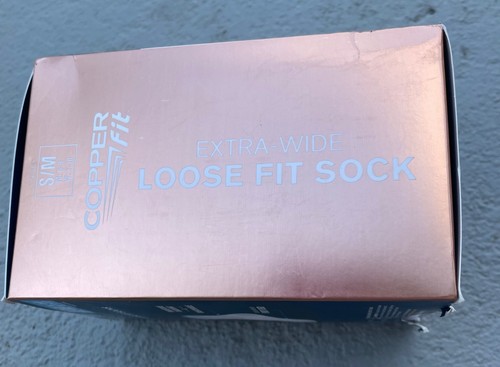 EXTRA-WIDE
LOOSE FIT SOCK
COPPER
fit
S/M